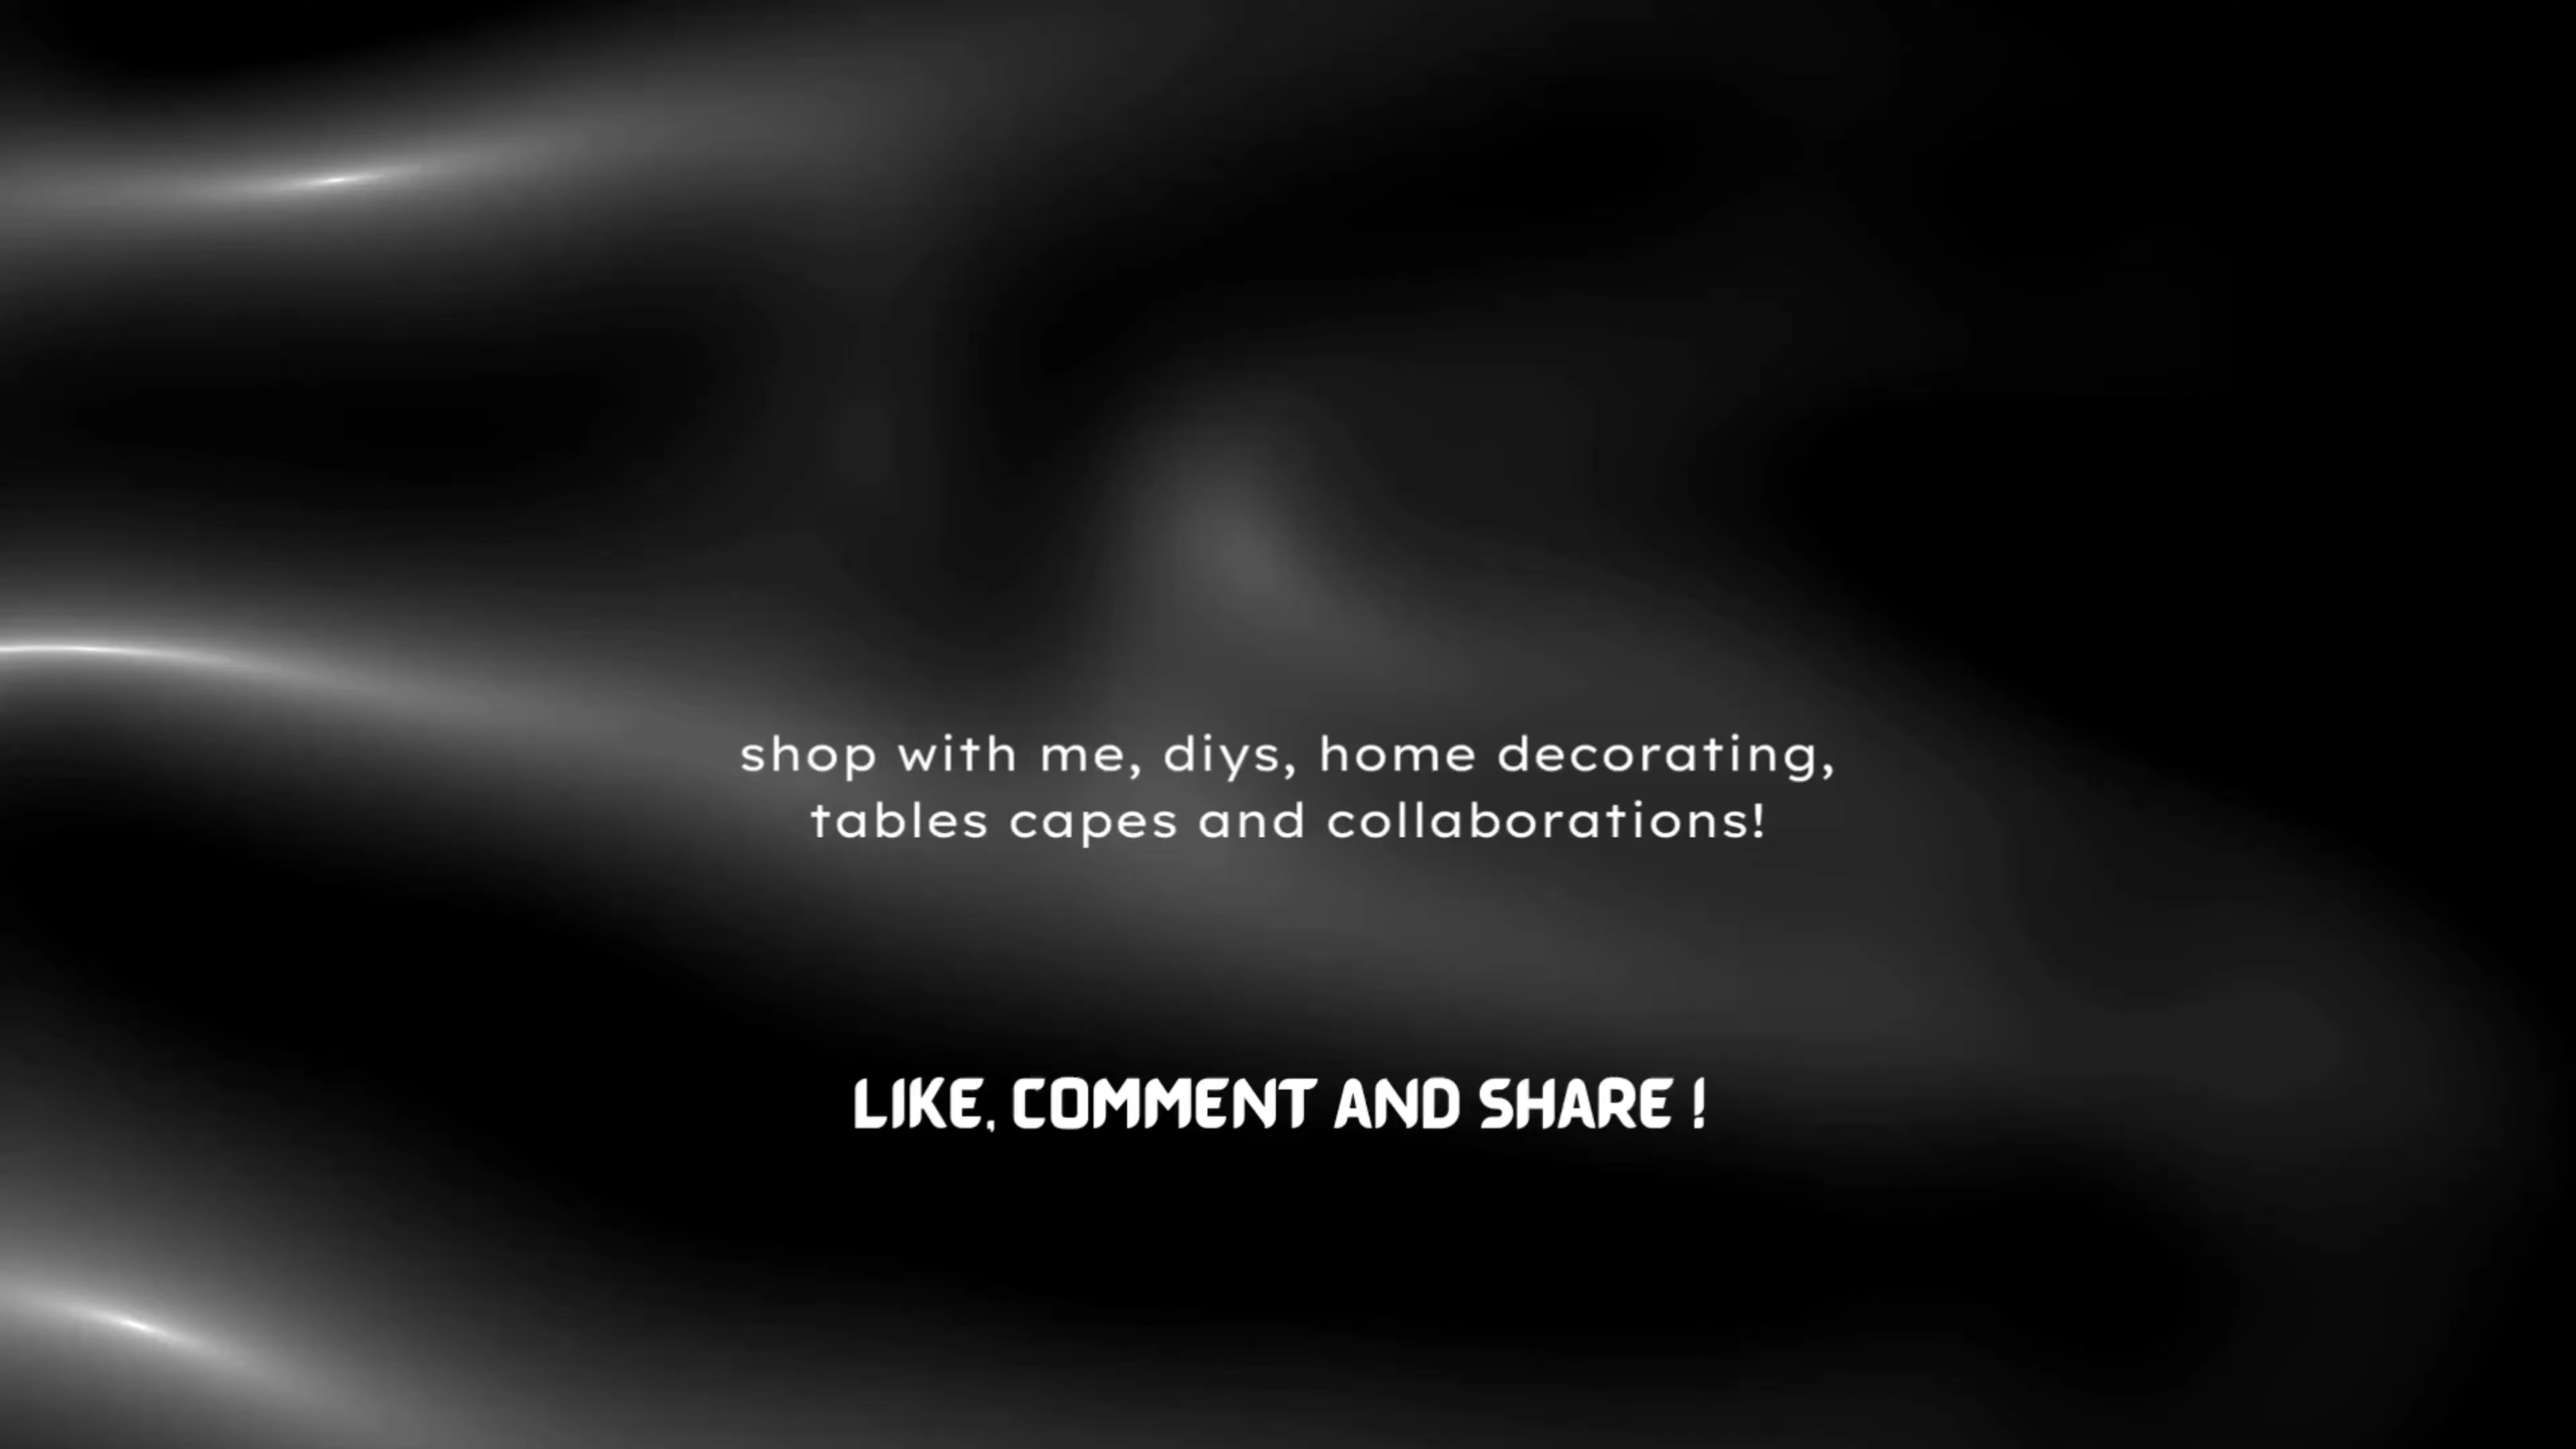 shop with me, diys, home decorating,
tables capes and collaborations!
LIKE, COMMENT AND SHARE !